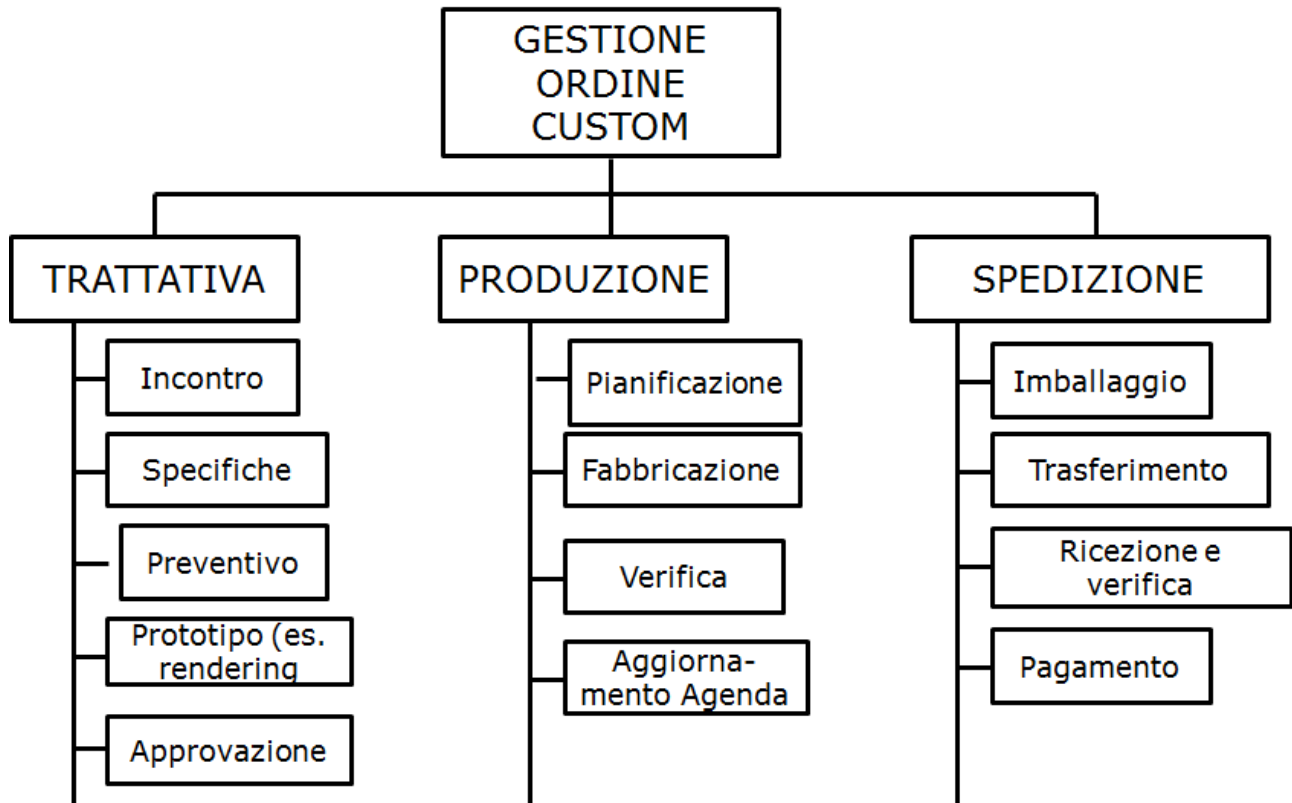 GESTIONE
ORDINE
CUSTOM
TRATTATIVA
Incontro
Specifiche
Preventivo
Prototipo (es.
rendering
Approvazione
PRODUZIONE
Pianificazione
Fabbricazione
Verifica
Aggiorna-
mento Agenda
SPEDIZIONE
Imballaggio
Trasferimento
Ricezione e
verifica
Pagamento